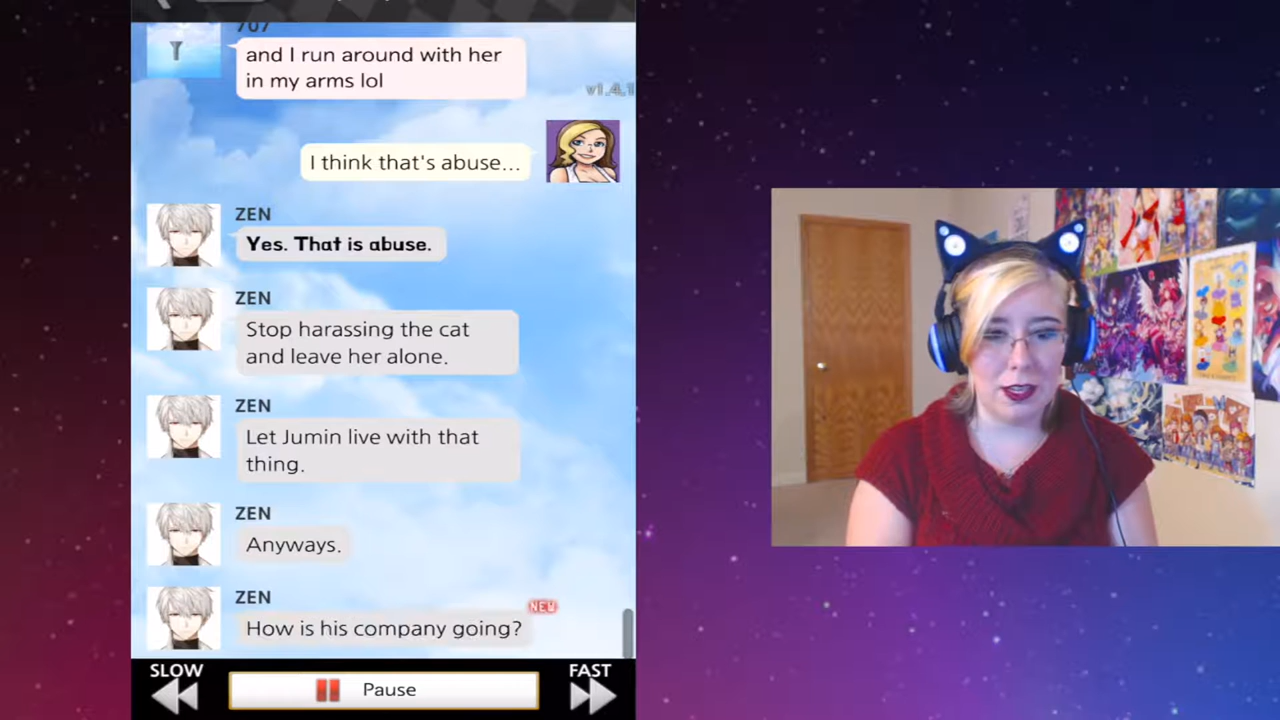 707
and I run around with her
in my arms lol
v1.4.1
I think that's abuse...
ZEN
Yes. That is abuse.
ZEN
Stop harassing the cat
and leave her alone.
ZEN
Let Jumin live with that
thing.
ZEN
Anyways.
ZEN
NEW
How is his company going?
SLOW
FAST
Pause